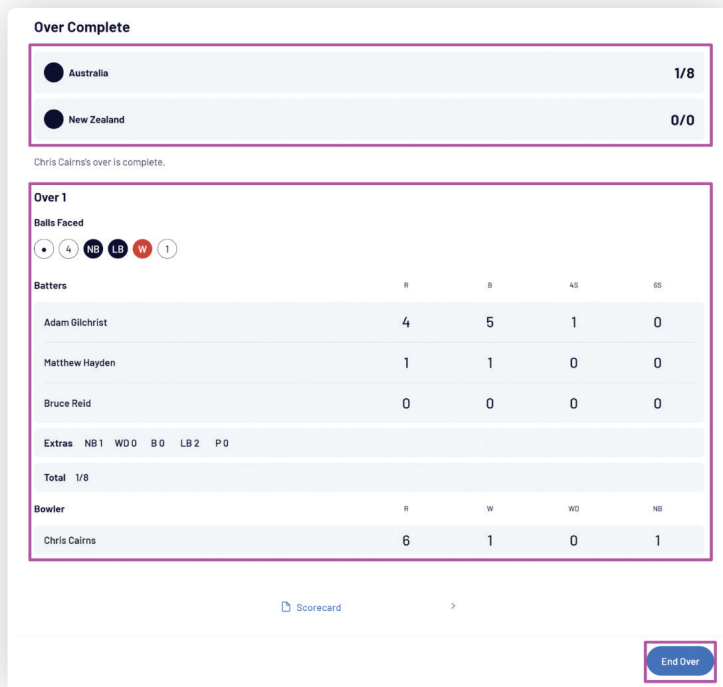 Over Complete
Australia 1/8
New Zealand 0/0
Chris Cairns's over is complete.
Over 1
Balls Faced
• 4 NB LB W 1
Batters R B 4S 6S
Adam Gilchrist 4 5 1 0
Matthew Hayden 1 1 0 0
Bruce Reid 0 0 0 0
Extras NB 1 WD 0 B 0 LB 2 P 0
Total 1/8
Bowler R W WD NB
Chris Cairns 6 1 0 1
Scorecard >
End Over